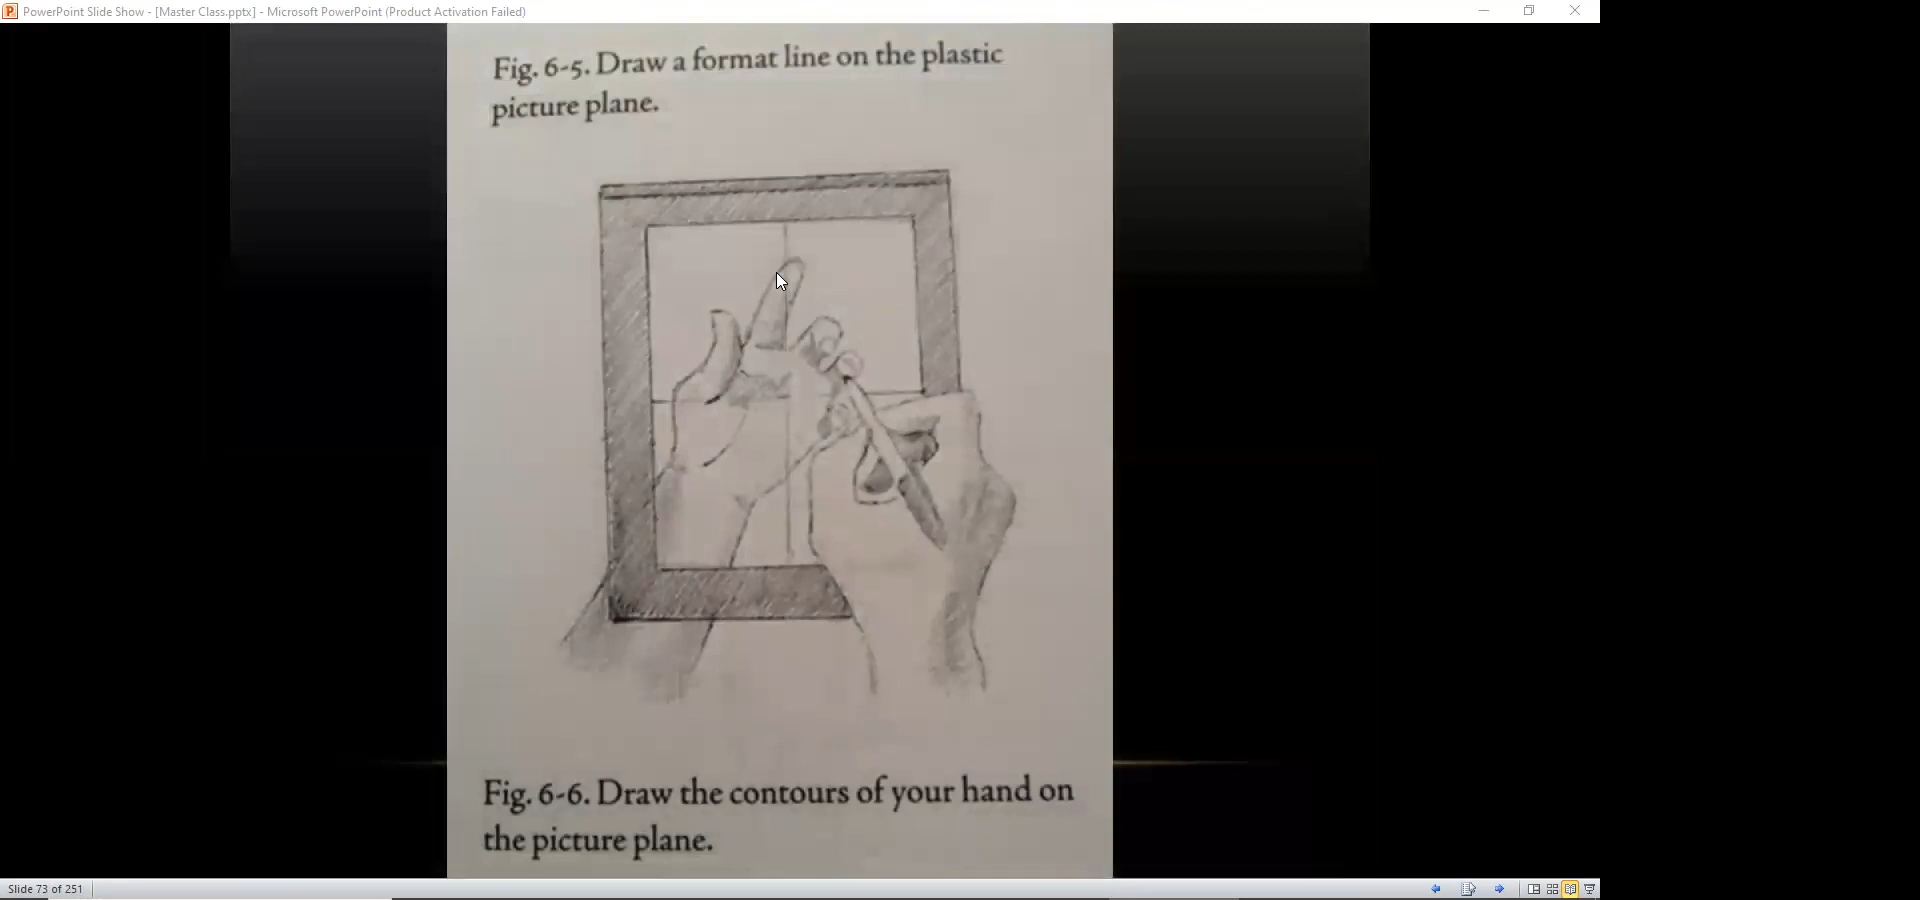 PowerPoint Slide Show - [Master Class.pptx] - Microsoft PowerPoint (Product Activation Failed)
Fig. 6-5. Draw a format line on the plastic
picture plane.
Fig. 6-6. Draw the contours of your hand on
the picture plane.
Slide 73 of 251